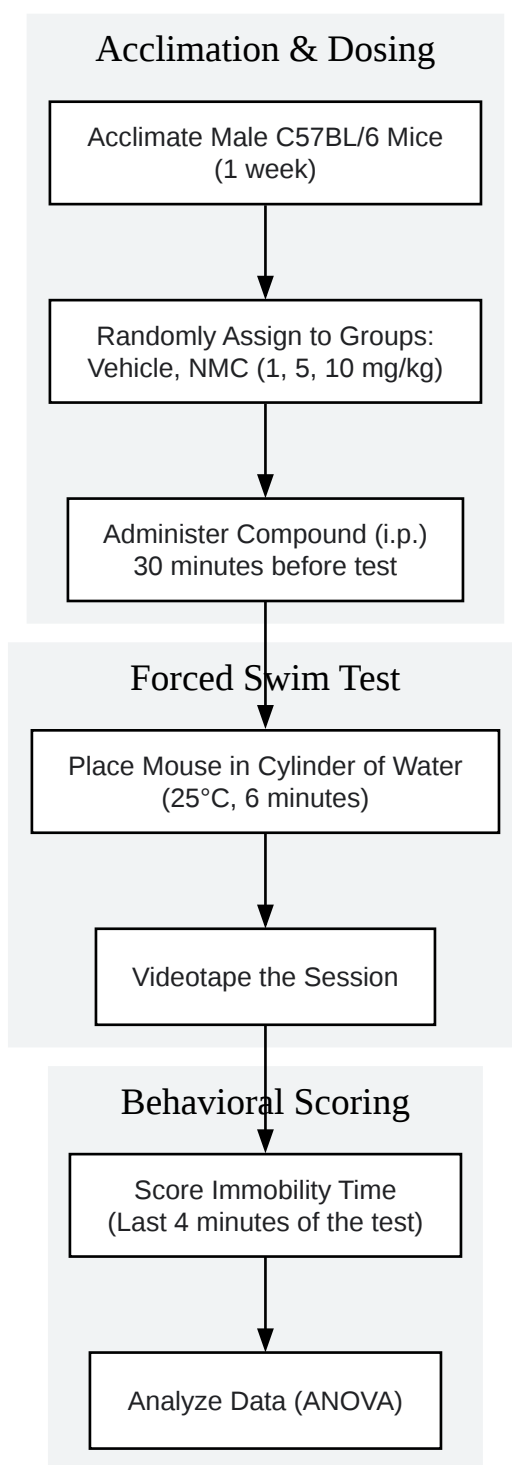 Acclimation & Dosing
Acclimate Male C57BL/6 Mice
(1 week)
Randomly Assign to Groups:
Vehicle, NMC (1, 5, 10 mg/kg)
Administer Compound (i.p.)
30 minutes before test
Forced Swim Test
Place Mouse in Cylinder of Water
(25°C, 6 minutes)
Videotape the Session
Behavioral Scoring
Score Immobility Time
(Last 4 minutes of the test)
Analyze Data (ANOVA)